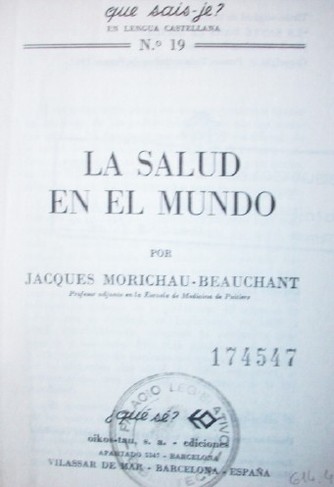 que sais-je?
EN LENGUA CASTELLANA
N.º 19
LA SALUD
EN EL MUNDO
POR
JACQUES MORICHAU-BEAUCHANT
Profesor adjunto en la Escuela de Medicina de Poitiers
174547
PALACIO LEGISLATIVO
¿qué sé?
oikos-tau, s. a. - ediciones
APARTADO 5347 - BARCELONA
VILASSAR DE MAR - BARCELONA - ESPAÑA